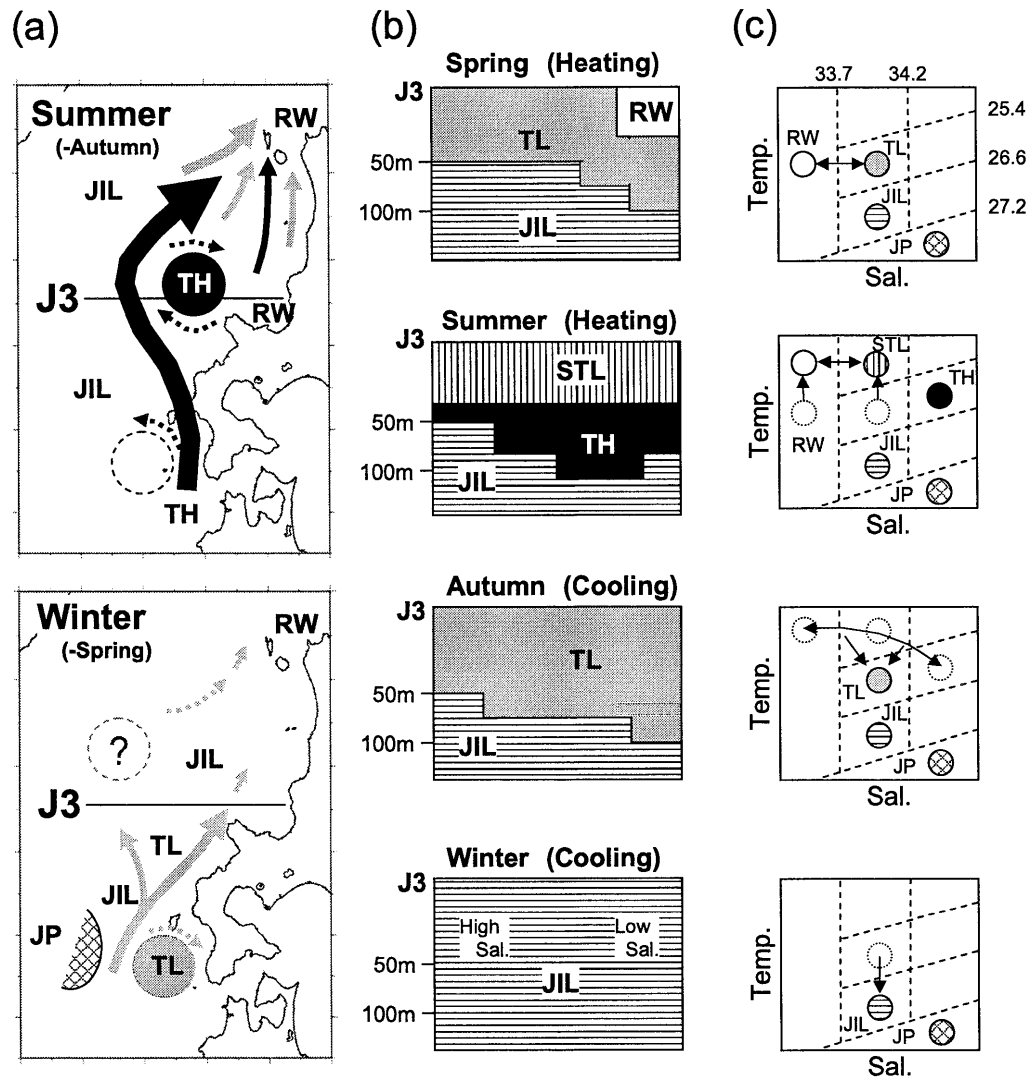 (a)
Summer
(-Autumn)
RW
JIL
TH
J3
RW
JIL
TH
Winter
(-Spring)
RW
?
JIL
J3
TL
JIL
JP
TL
(b)
Spring (Heating)
J3
RW
TL
50m
100m
JIL
Summer (Heating)
J3
STL
50m
TH
100m
JIL
Autumn (Cooling)
J3
TL
50m
100m
JIL
Winter (Cooling)
J3
High Low
Sal. Sal.
50m
JIL
100m
(c)
33.7 34.2
25.4
RW TL
26.6
JIL
27.2
JP
Temp.
Sal.
STL
TH
RW
JIL
JP
Temp.
Sal.
TL
JIL
JP
Temp.
Sal.
JIL
JP
Temp.
Sal.